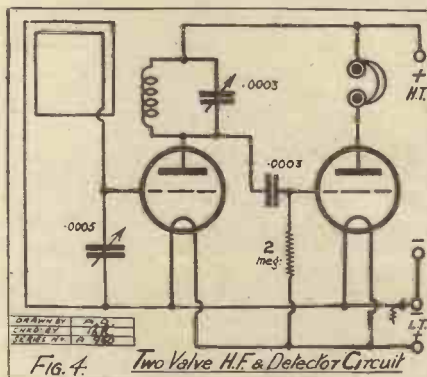 .0003
+
H.T.
.0003
.0005
2
meg.
-
-
L.T.
+
DRAWN BY
CHKD BY
SERIES No.
FIG. 4. Two Valve H.F. & Detector Circuit